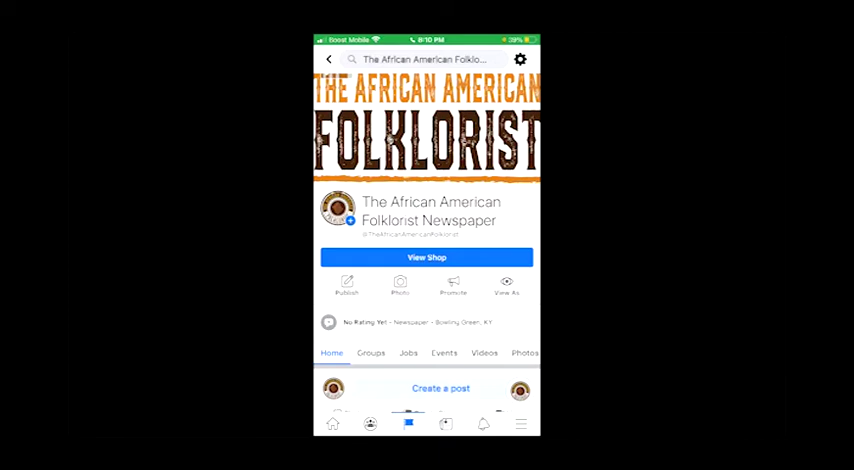 Boost Mobile 8:10 PM 39%
The African American Folklo...
THE AFRICAN AMERICAN
FOLKLORIST
The African American
Folklorist Newspaper
@TheAfricanAmericanFolklorist
View Shop
Publish Photo Promote View As
No Rating Yet - Newspaper - Bowling Green, KY
Home Groups Jobs Events Videos Photos
Create a post